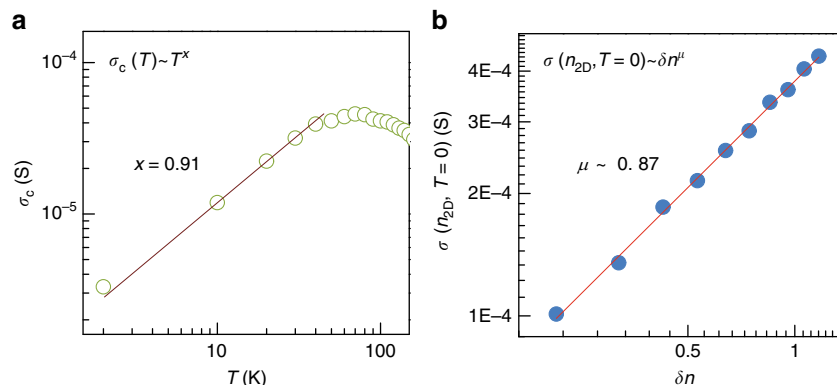 a
σc (T)~T^x
x = 0.91
10–4
10–5
σc (S)
10
100
T (K)
b
σ (n2D, T = 0)~δn^μ
μ ~ 0.87
4E–4
3E–4
2E–4
1E–4
σ (n2D, T = 0) (S)
0.5
1
δn